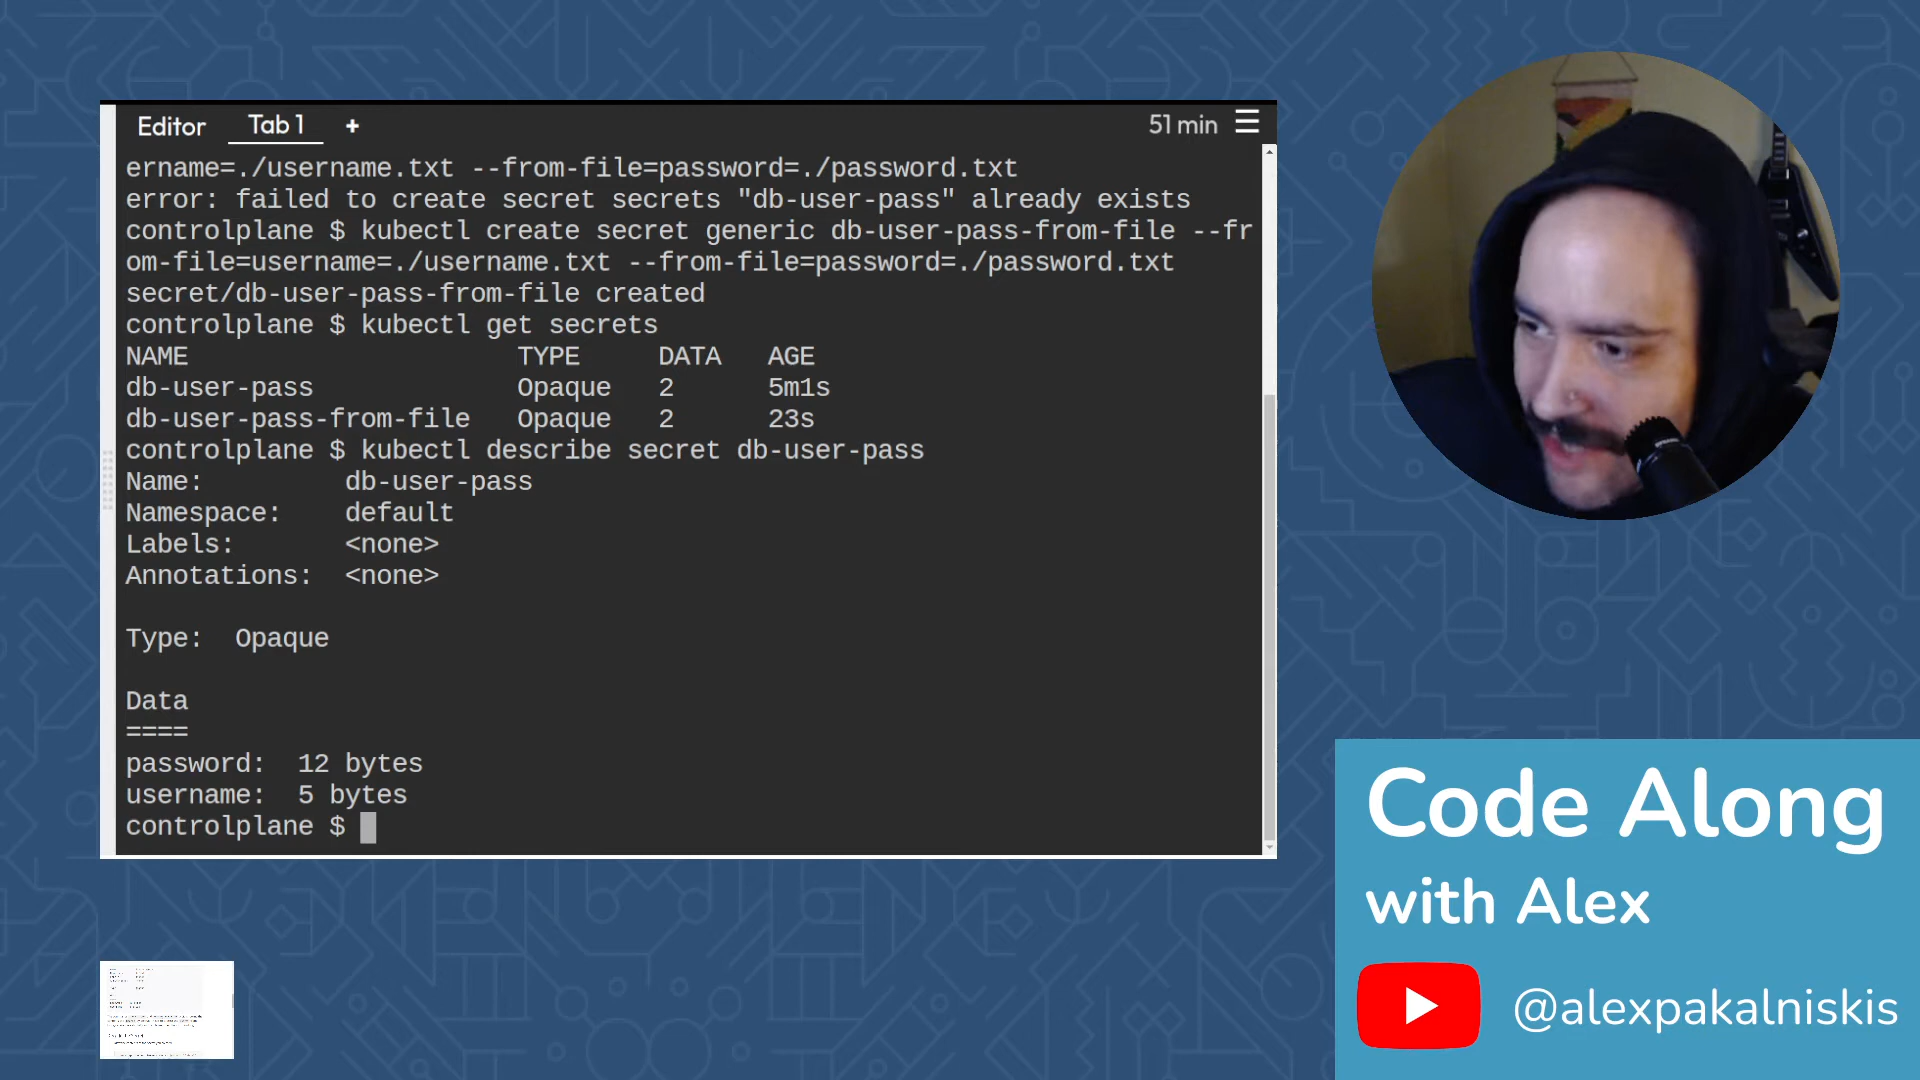 Editor Tab 1 + 51 min
ername=./username.txt --from-file=password=./password.txt
error: failed to create secret secrets "db-user-pass" already exists
controlplane $ kubectl create secret generic db-user-pass-from-file --fr
om-file=username=./username.txt --from-file=password=./password.txt
secret/db-user-pass-from-file created
controlplane $ kubectl get secrets
NAME TYPE DATA AGE
db-user-pass Opaque 2 5m1s
db-user-pass-from-file Opaque 2 23s
controlplane $ kubectl describe secret db-user-pass
Name: db-user-pass
Namespace: default
Labels: <none>
Annotations: <none>
Type: Opaque
Data
====
password: 12 bytes
username: 5 bytes
controlplane $
Code Along
with Alex
@alexpakalniskis